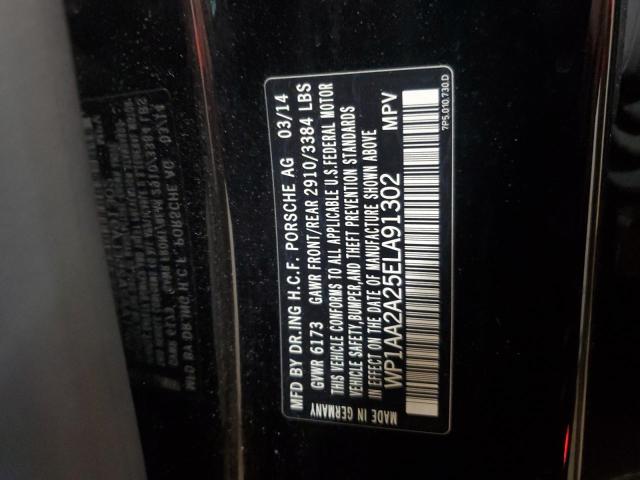 MFD BY DR.ING H.C.F. PORSCHE AG 03/14
GVWR 6173 GAWR FRONT/REAR 2910/3384 LBS
THIS VEHICLE CONFORMS TO ALL APPLICABLE U.S.FEDERAL MOTOR
VEHICLE SAFETY,BUMPER,AND THEFT PREVENTION STANDARDS
IN EFFECT ON THE DATE OF MANUFACTURE SHOWN ABOVE
WP1AA2A25ELA91302 MPV
MADE IN GERMANY
7P5.010.730.D